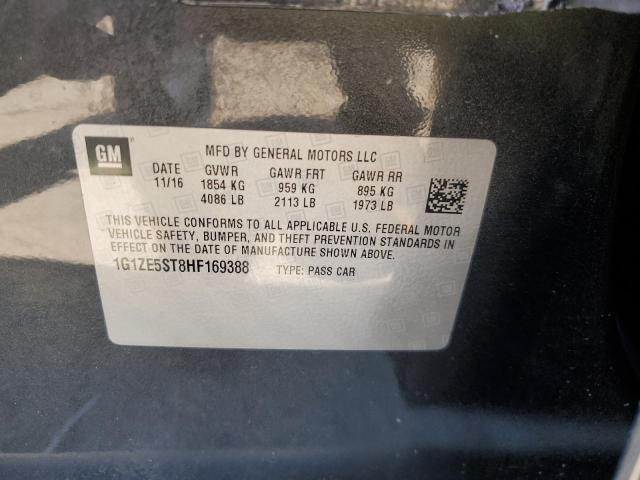 GM
MFD BY GENERAL MOTORS LLC
DATE GVWR GAWR FRT GAWR RR
11/16 1854 KG 959 KG 895 KG
4086 LB 2113 LB 1973 LB
THIS VEHICLE CONFORMS TO ALL APPLICABLE U.S. FEDERAL MOTOR
VEHICLE SAFETY, BUMPER, AND THEFT PREVENTION STANDARDS IN
EFFECT ON THE DATE OF MANUFACTURE SHOWN ABOVE.
1G1ZE5ST8HF169388 TYPE: PASS CAR